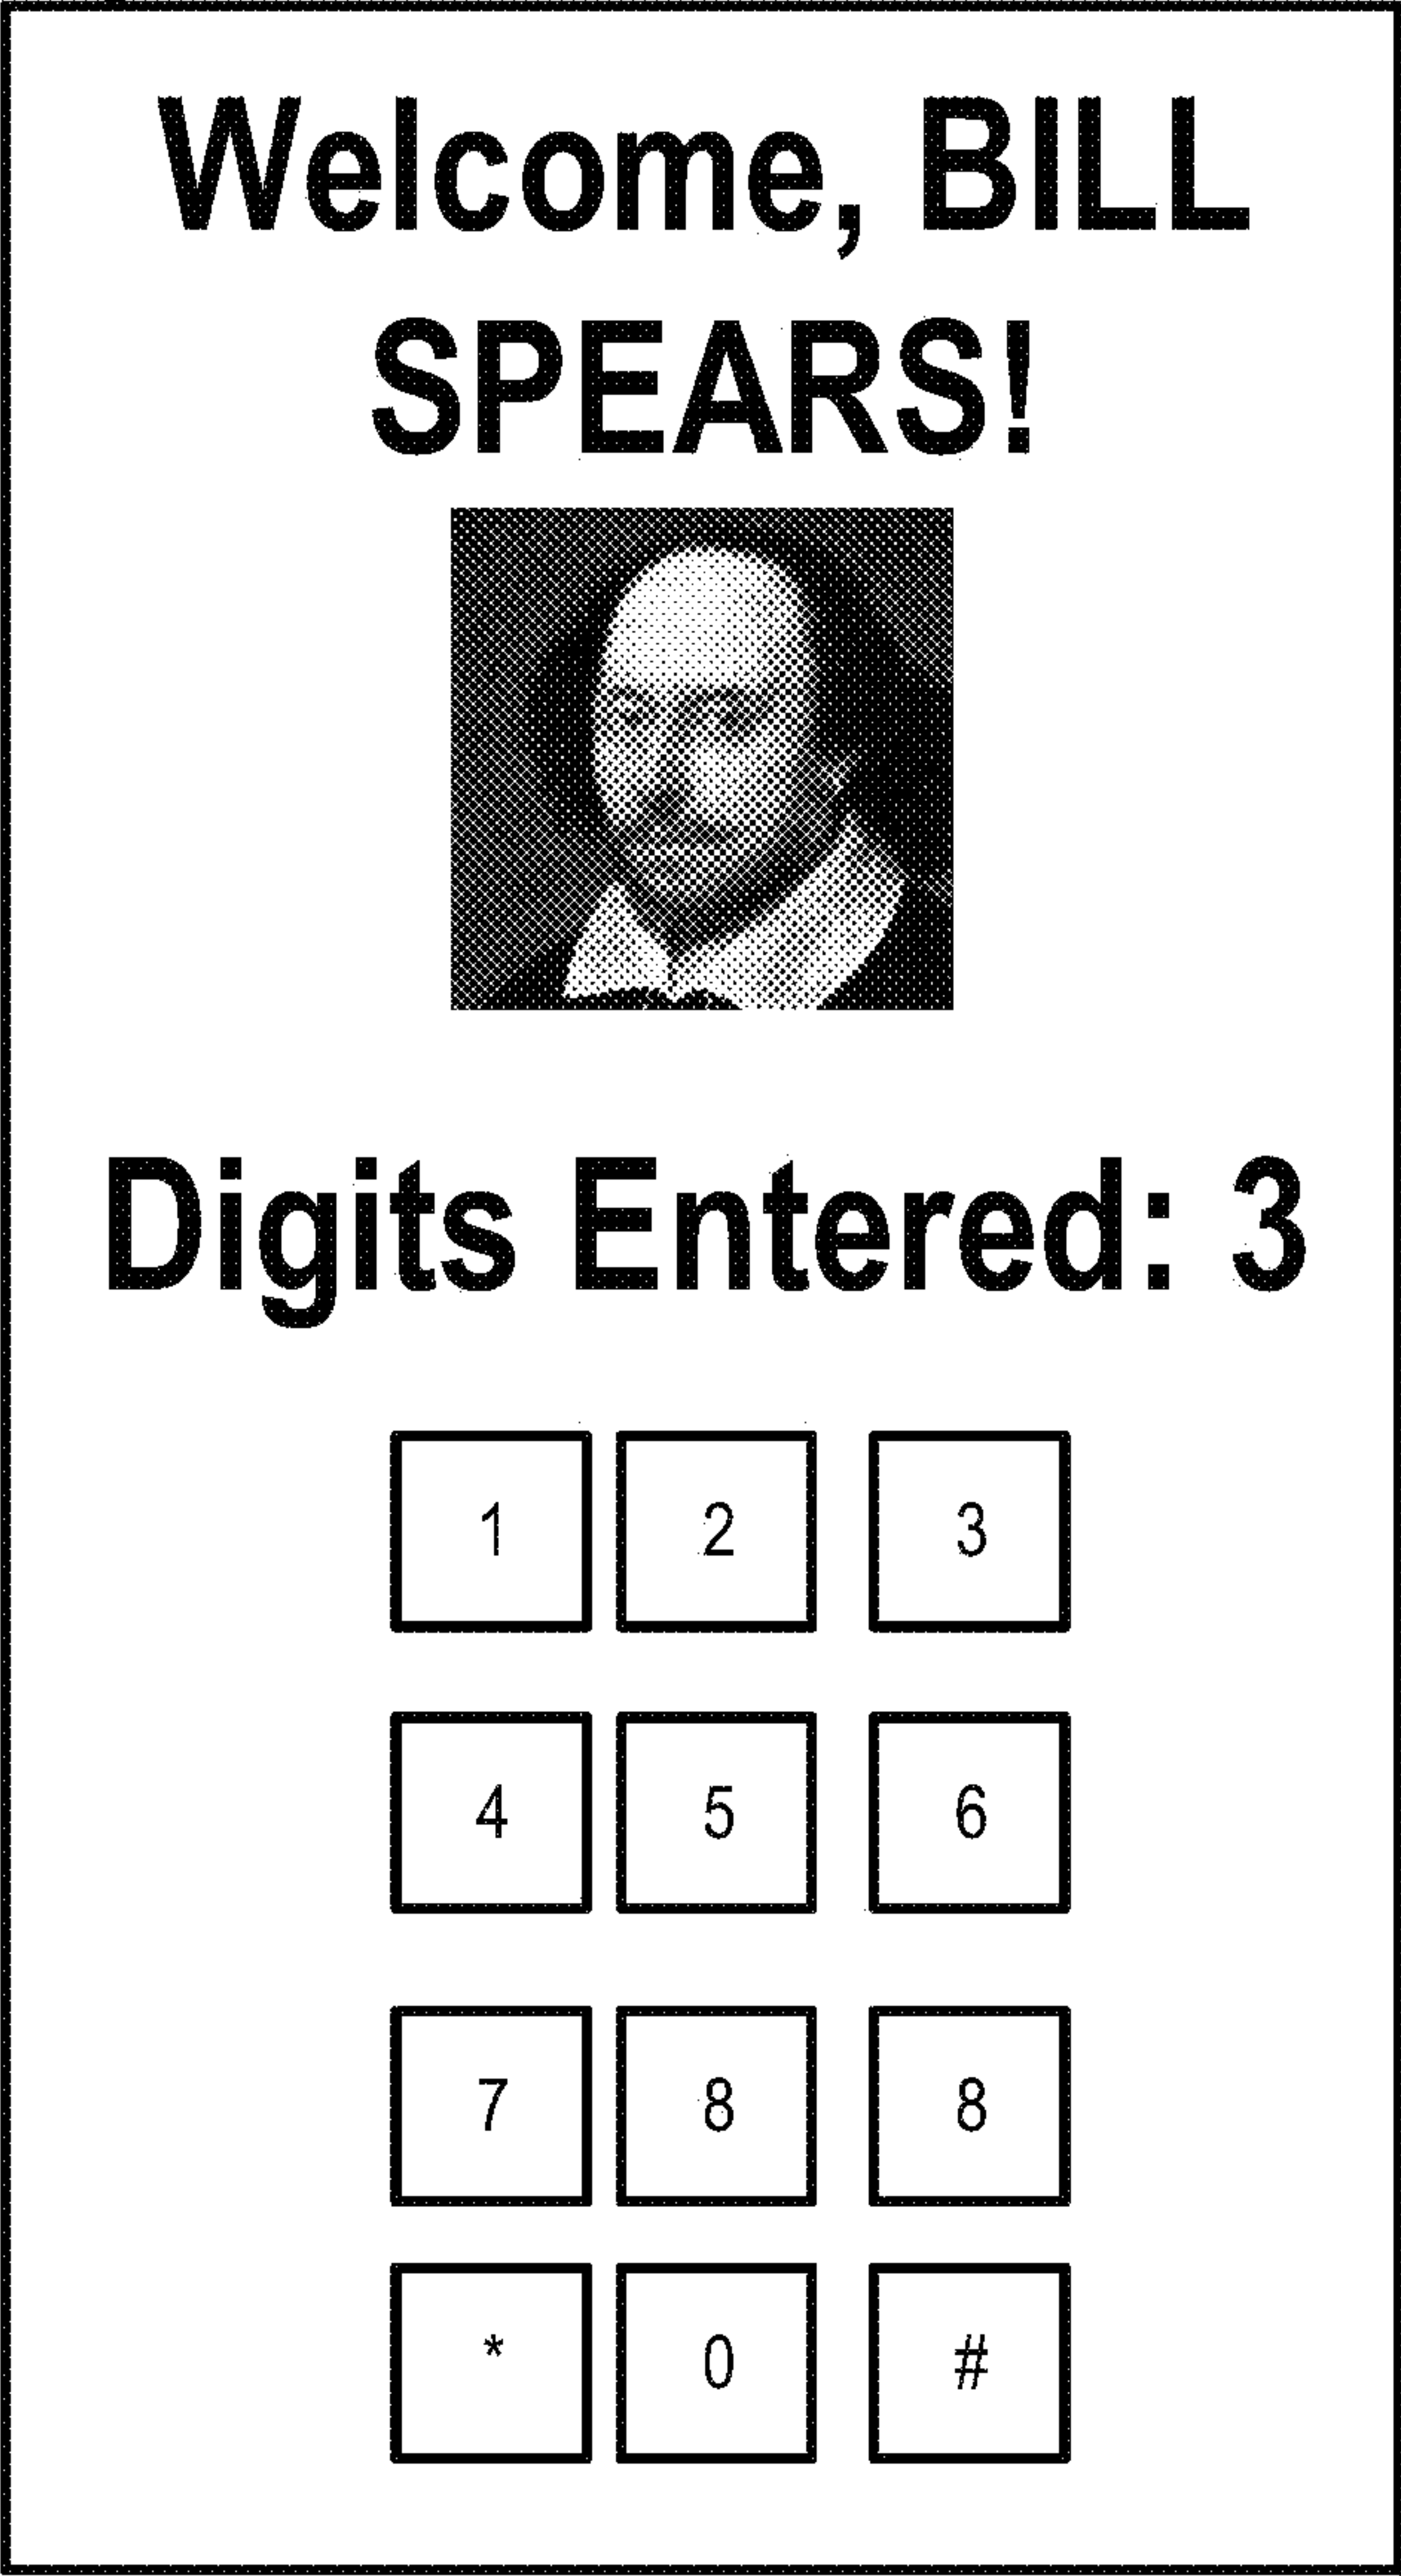 Welcome, BILL
SPEARS!
Digits Entered: 3
1 2 3
4 5 6
7 8 8
* 0 #